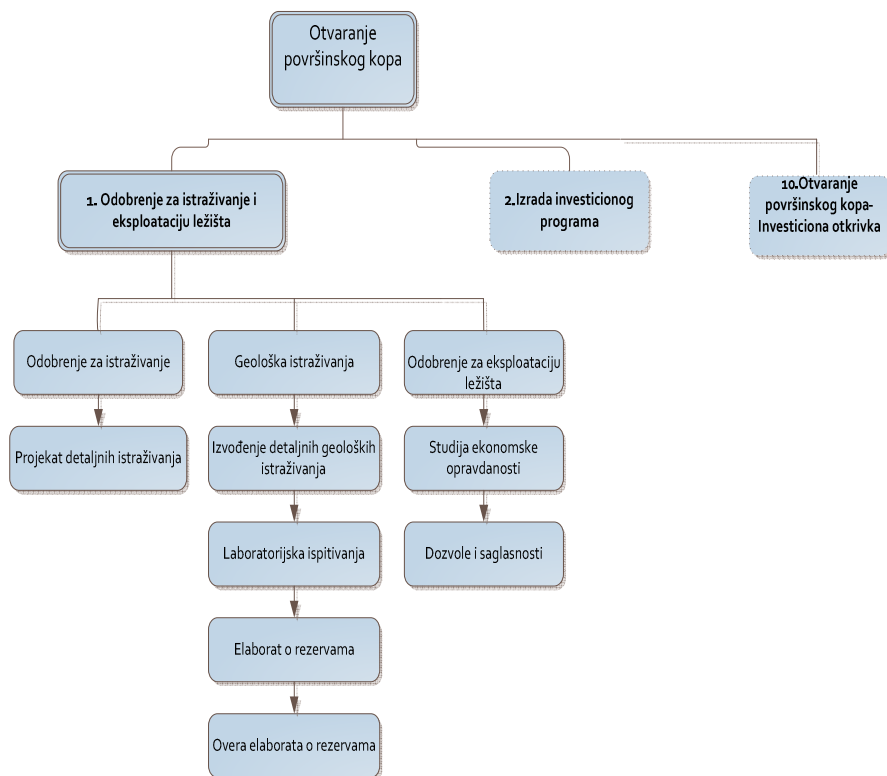 Otvaranje
površinskog kopa
1. Odobrenje za istraživanje i
eksploataciju ležišta
2.Izrada investicionog
programa
10.Otvaranje
površinskog kopa-
Investiciona otkrivka
Odobrenje za istraživanje
Geološka istraživanja
Odobrenje za eksploataciju
ležišta
Projekat detaljnih istraživanja
Izvođenje detaljnih geoloških
istraživanja
Studija ekonomske
opravdanosti
Laboratorijska ispitivanja
Dozvole i saglasnosti
Elaborat o rezervama
Overa elaborata o rezervama